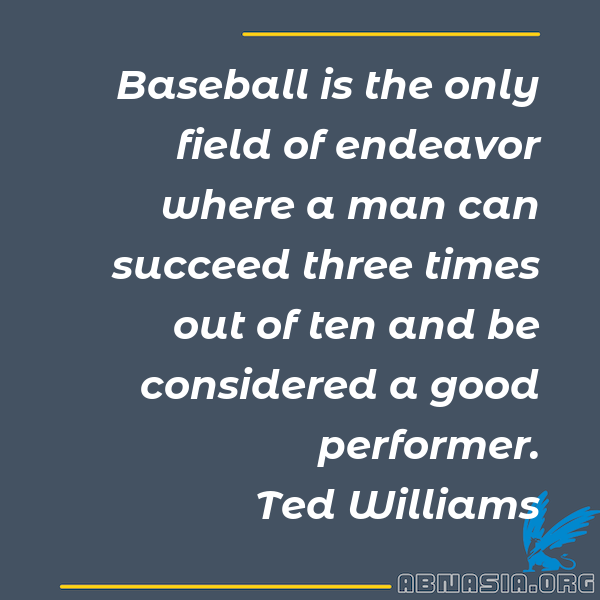 Baseball is the only
field of endeavor
where a man can
succeed three times
out of ten and be
considered a good
performer.
Ted Williams
ABNASIA.ORG